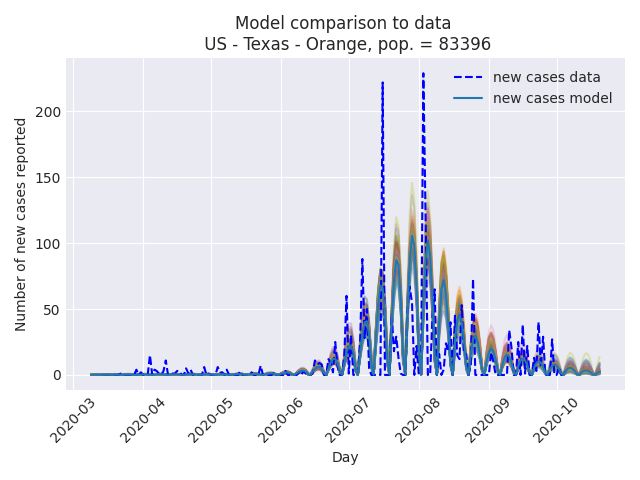 Model comparison to data
US - Texas - Orange, pop. = 83396
new cases data
new cases model
Number of new cases reported
200
150
100
50
0
2020-03
2020-04
2020-05
2020-06
2020-07
2020-08
2020-09
2020-10
Day